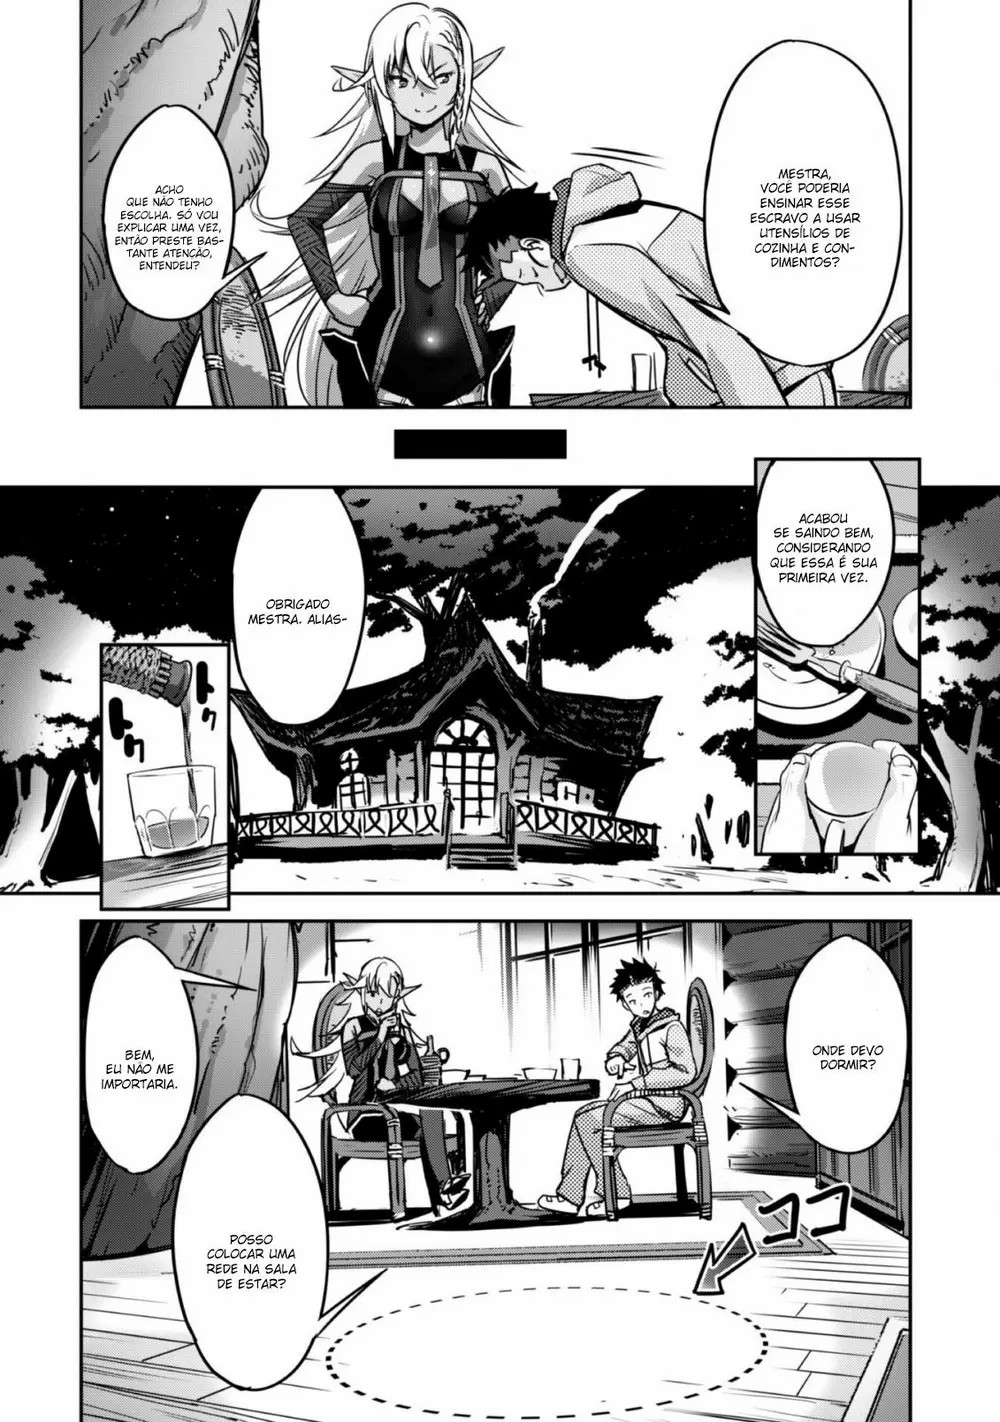 MESTRA,
VOCÊ PODERIA
ENSINAR ESSE
ESCRAVO A USAR
UTENSÍLIOS DE
COZINHA E CON-
DIMENTOS?
ACHO
QUE NÃO TENHO
ESCOLHA. SÓ VOU
EXPLICAR UMA VEZ,
ENTÃO PRESTE BAS-
TANTE ATENÇÃO,
ENTENDEU?
ACABOU
SE SAINDO BEM,
CONSIDERANDO
QUE ESSA É SUA
PRIMEIRA VEZ.
OBRIGADO
MESTRA. ALIAS-
トクトク
ONDE DEVO
DORMIR?
BEM,
EU NÃO ME
IMPORTARIA.
POSSO
COLOCAR UMA
REDE NA SALA
DE ESTAR?
ココ